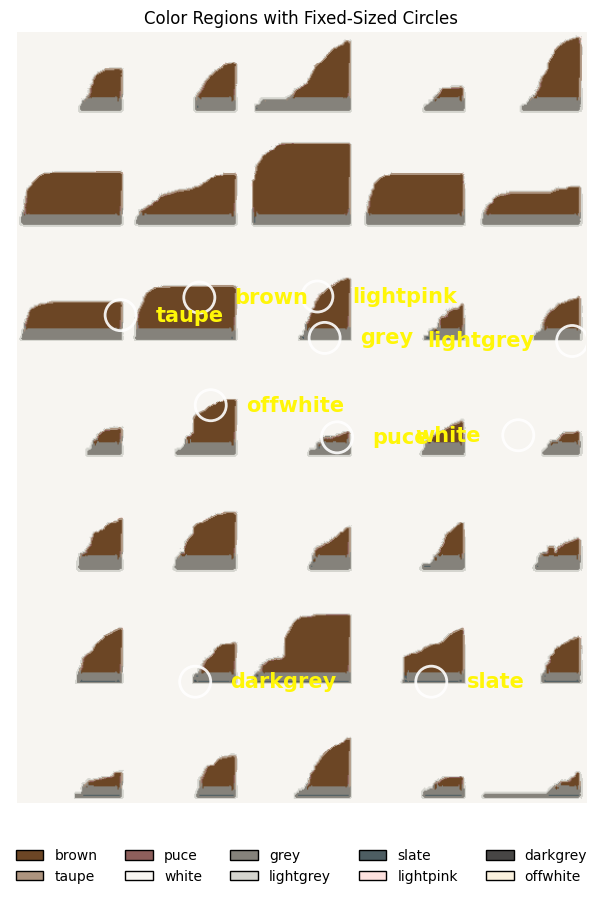 Color Regions with Fixed-Sized Circles
brown
lightpink
taupe
grey
lightgrey
offwhite
puce
white
darkgrey
slate
brown puce grey slate darkgrey
taupe white lightgrey lightpink offwhite